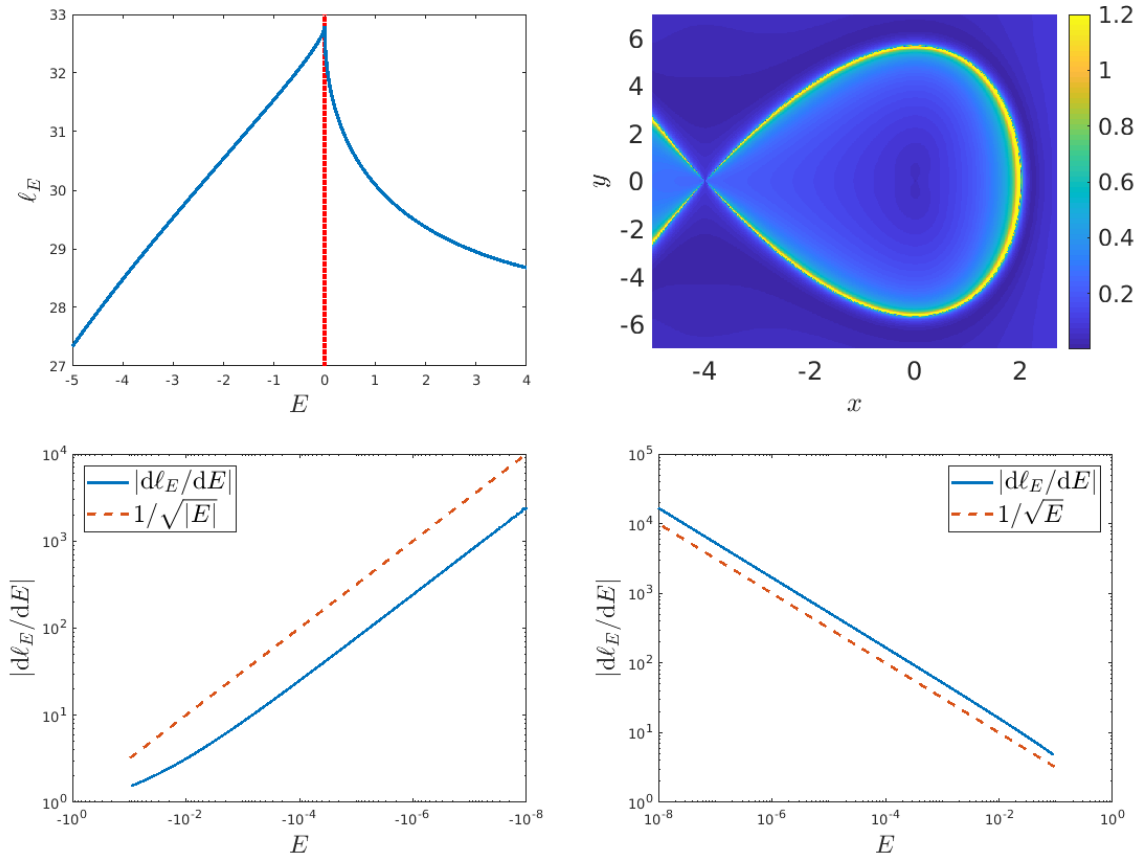 33
32
31
30
29
28
27
ℓ_E
-5 -4 -3 -2 -1 0 1 2 3 4
E
6
4
2
0
-2
-4
-6
y
-4 -2 0 2
x
1.2
1
0.8
0.6
0.4
0.2
10^4
10^3
10^2
10^1
10^0
|dℓ_E/dE|
|dℓ_E/dE|
1/√|E|
-10^0 -10^-2 -10^-4 -10^-6 -10^-8
E
10^5
10^4
10^3
10^2
10^1
10^0
|dℓ_E/dE|
|dℓ_E/dE|
1/√E
10^-8 10^-6 10^-4 10^-2 10^0
E